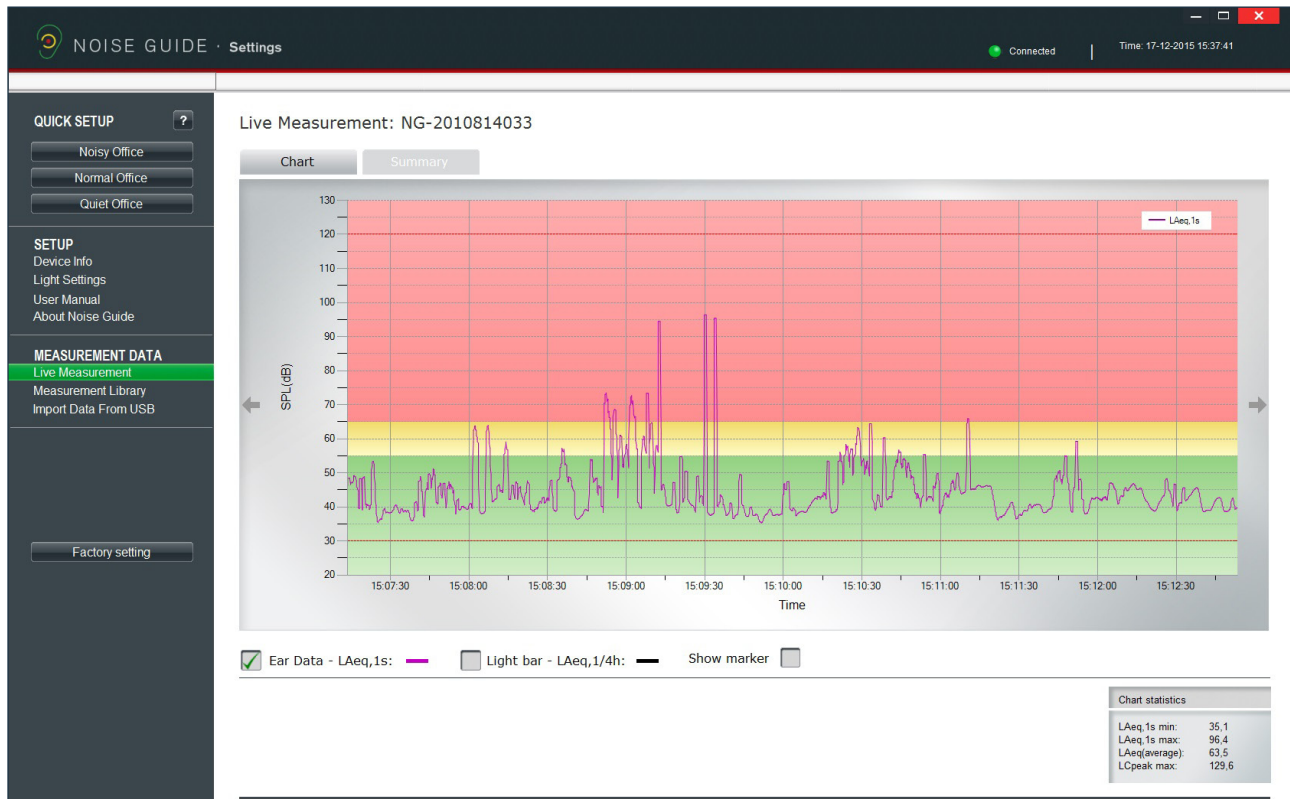 NOISE GUIDE · Settings
Connected | Time: 17-12-2015 15:37:41
QUICK SETUP ?
Noisy Office
Normal Office
Quiet Office
SETUP
Device Info
Light Settings
User Manual
About Noise Guide
MEASUREMENT DATA
Live Measurement
Measurement Library
Import Data From USB
Factory setting
Live Measurement: NG-2010814033
Chart Summary
LAeq,1s
SPL(dB)
130
120
110
100
90
80
70
60
50
40
30
20
15:07:30 15:08:00 15:08:30 15:09:00 15:09:30 15:10:00 15:10:30 15:11:00 15:11:30 15:12:00 15:12:30
Time
Ear Data - LAeq,1s: Light bar - LAeq,1/4h: Show marker
Chart statistics
LAeq,1s min: 35,1
LAeq,1s max: 96,4
LAeq(average): 63,5
LCpeak max: 129,6